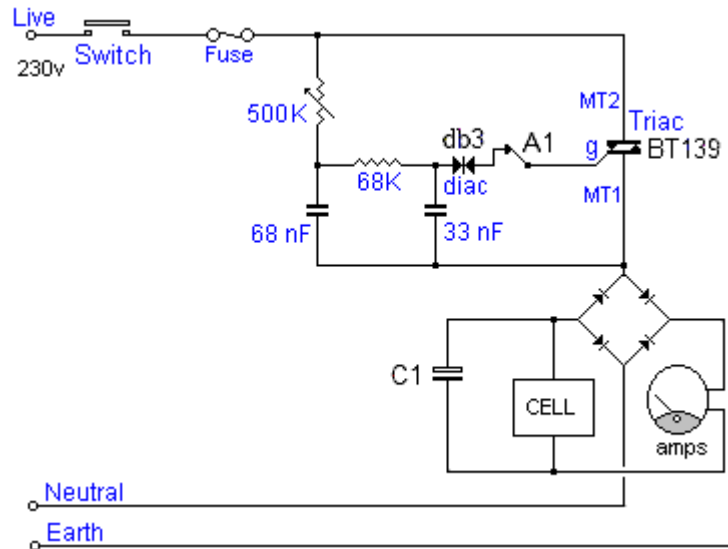 Live
230v
Switch
Fuse
500K
68 nF
68K
db3
diac
33 nF
A1
MT2
Triac
g
BT139
MT1
C1
CELL
amps
Neutral
Earth